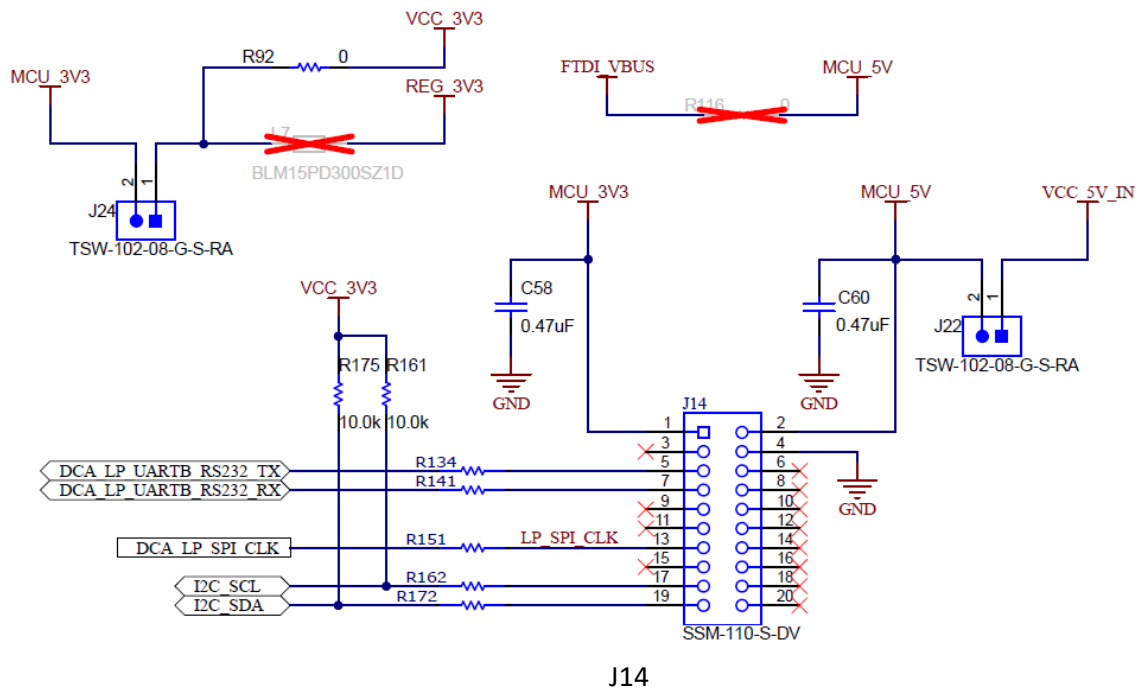 VCC_3V3
R92 0
MCU_3V3
REG_3V3
L7
BLM15PD300SZ1D
2 1
J24
TSW-102-08-G-S-RA
FTDI_VBUS
MCU_5V
R116 0
MCU_3V3
MCU_5V
VCC_5V_IN
C58
0.47uF
GND
C60
0.47uF
GND
2 1
J22
TSW-102-08-G-S-RA
VCC_3V3
R175 R161
10.0k 10.0k
J14
1 2
3 4
DCA_LP_UARTB_RS232_TX R134 5 6
DCA_LP_UARTB_RS232_RX R141 7 8
9 10
GND
11 12
DCA_LP_SPI_CLK R151 LP_SPI_CLK 13 14
15 16
I2C_SCL R162 17 18
I2C_SDA R172 19 20
SSM-110-S-DV
J14